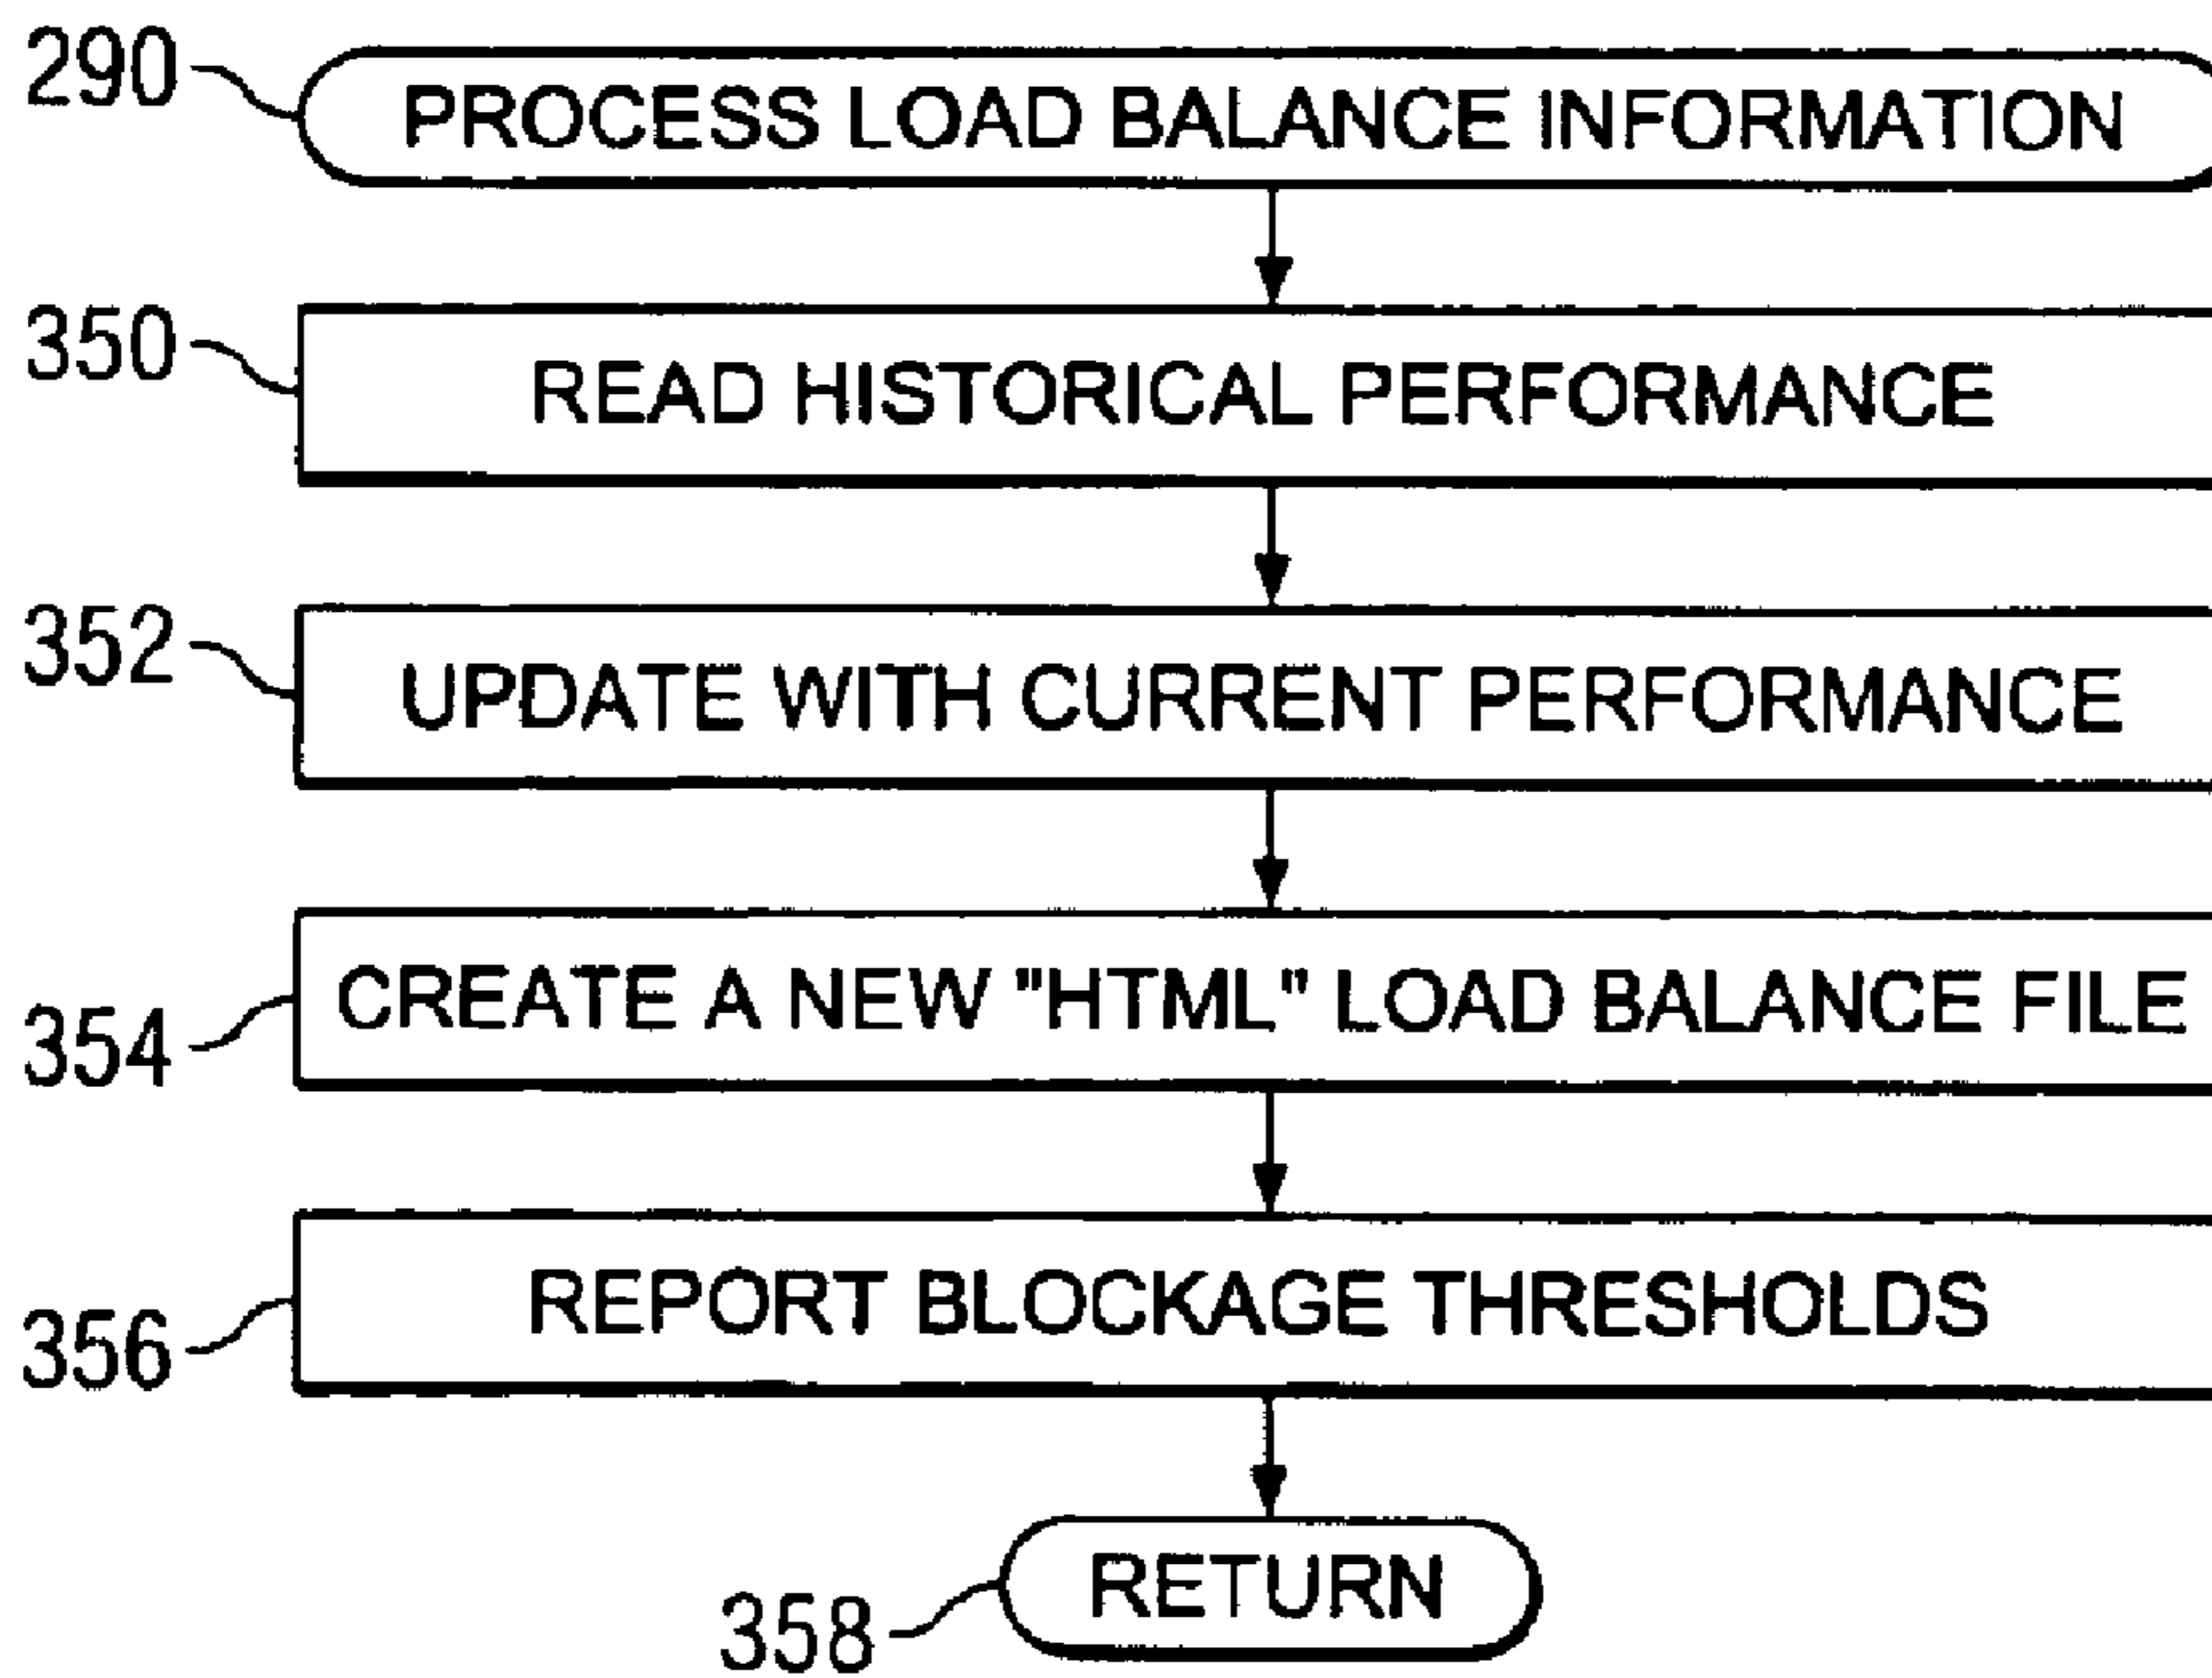 290 PROCESS LOAD BALANCE INFORMATION
350 READ HISTORICAL PERFORMANCE
352 UPDATE WITH CURRENT PERFORMANCE
354 CREATE A NEW "HTML" LOAD BALANCE FILE
356 REPORT BLOCKAGE THRESHOLDS
358 RETURN